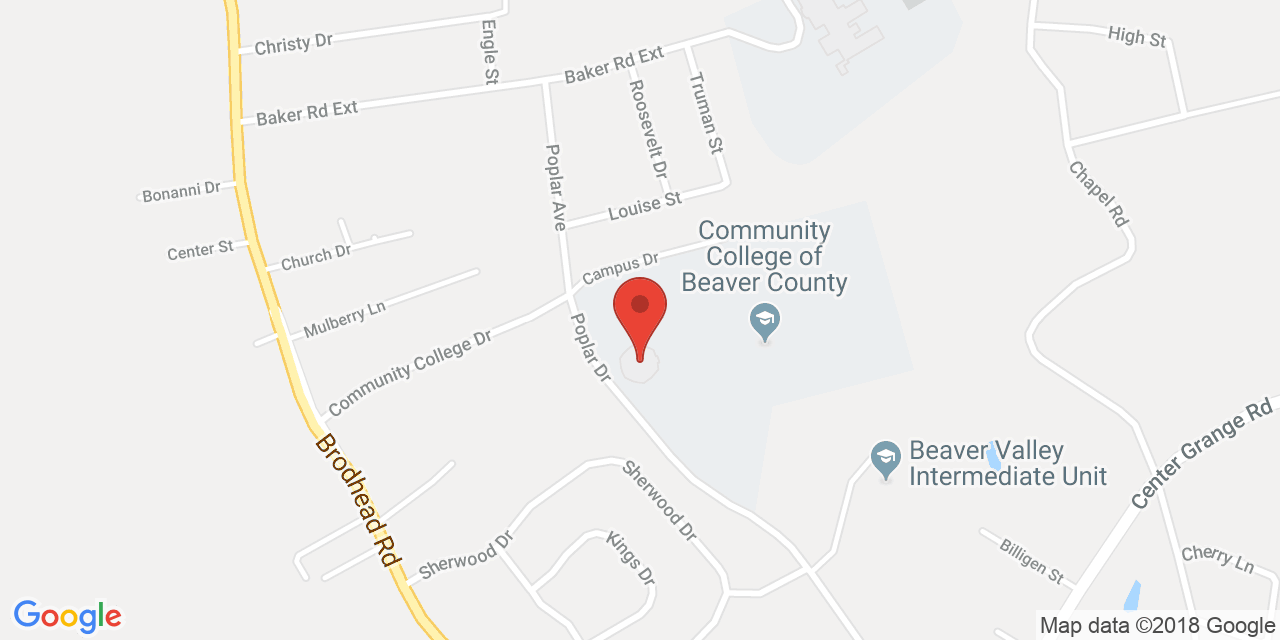 Christy Dr
Engle St
Baker Rd Ext
High St
Baker Rd Ext
Roosevelt Dr
Truman St
Poplar Ave
Bonanni Dr
Chapel Rd
Louise St
Center St
Church Dr
Campus Dr
Community
College of
Beaver County
Mulberry Ln
Community College Dr
Poplar Dr
Center Grange Rd
Brodhead Rd
Beaver Valley
Intermediate Unit
Sherwood Dr
Sherwood Dr
Kings Dr
Billigen St
Cherry Ln
Google
Map data ©2018 Google